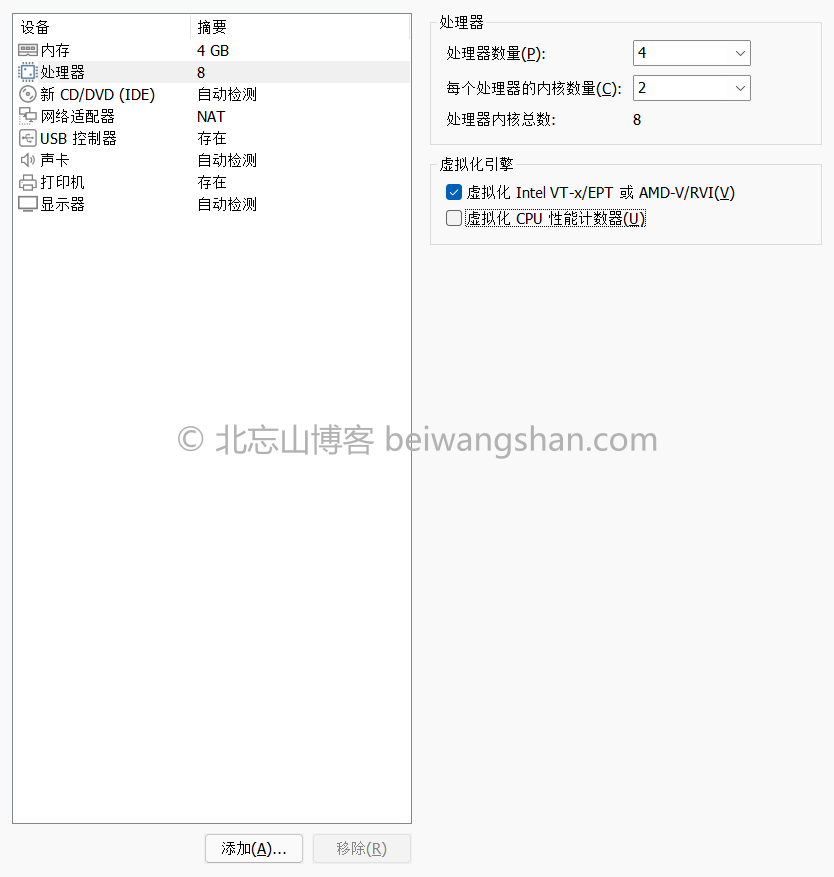 设备 摘要
内存 4 GB
处理器 8
新 CD/DVD (IDE) 自动检测
网络适配器 NAT
USB 控制器 存在
声卡 自动检测
打印机 存在
显示器 自动检测
添加(A)... 移除(R)
处理器
处理器数量(P): 4
每个处理器的内核数量(C): 2
处理器内核总数: 8
虚拟化引擎
虚拟化 Intel VT-x/EPT 或 AMD-V/RVI(V)
虚拟化 CPU 性能计数器(U)
© 北忘山博客 beiwangshan.com